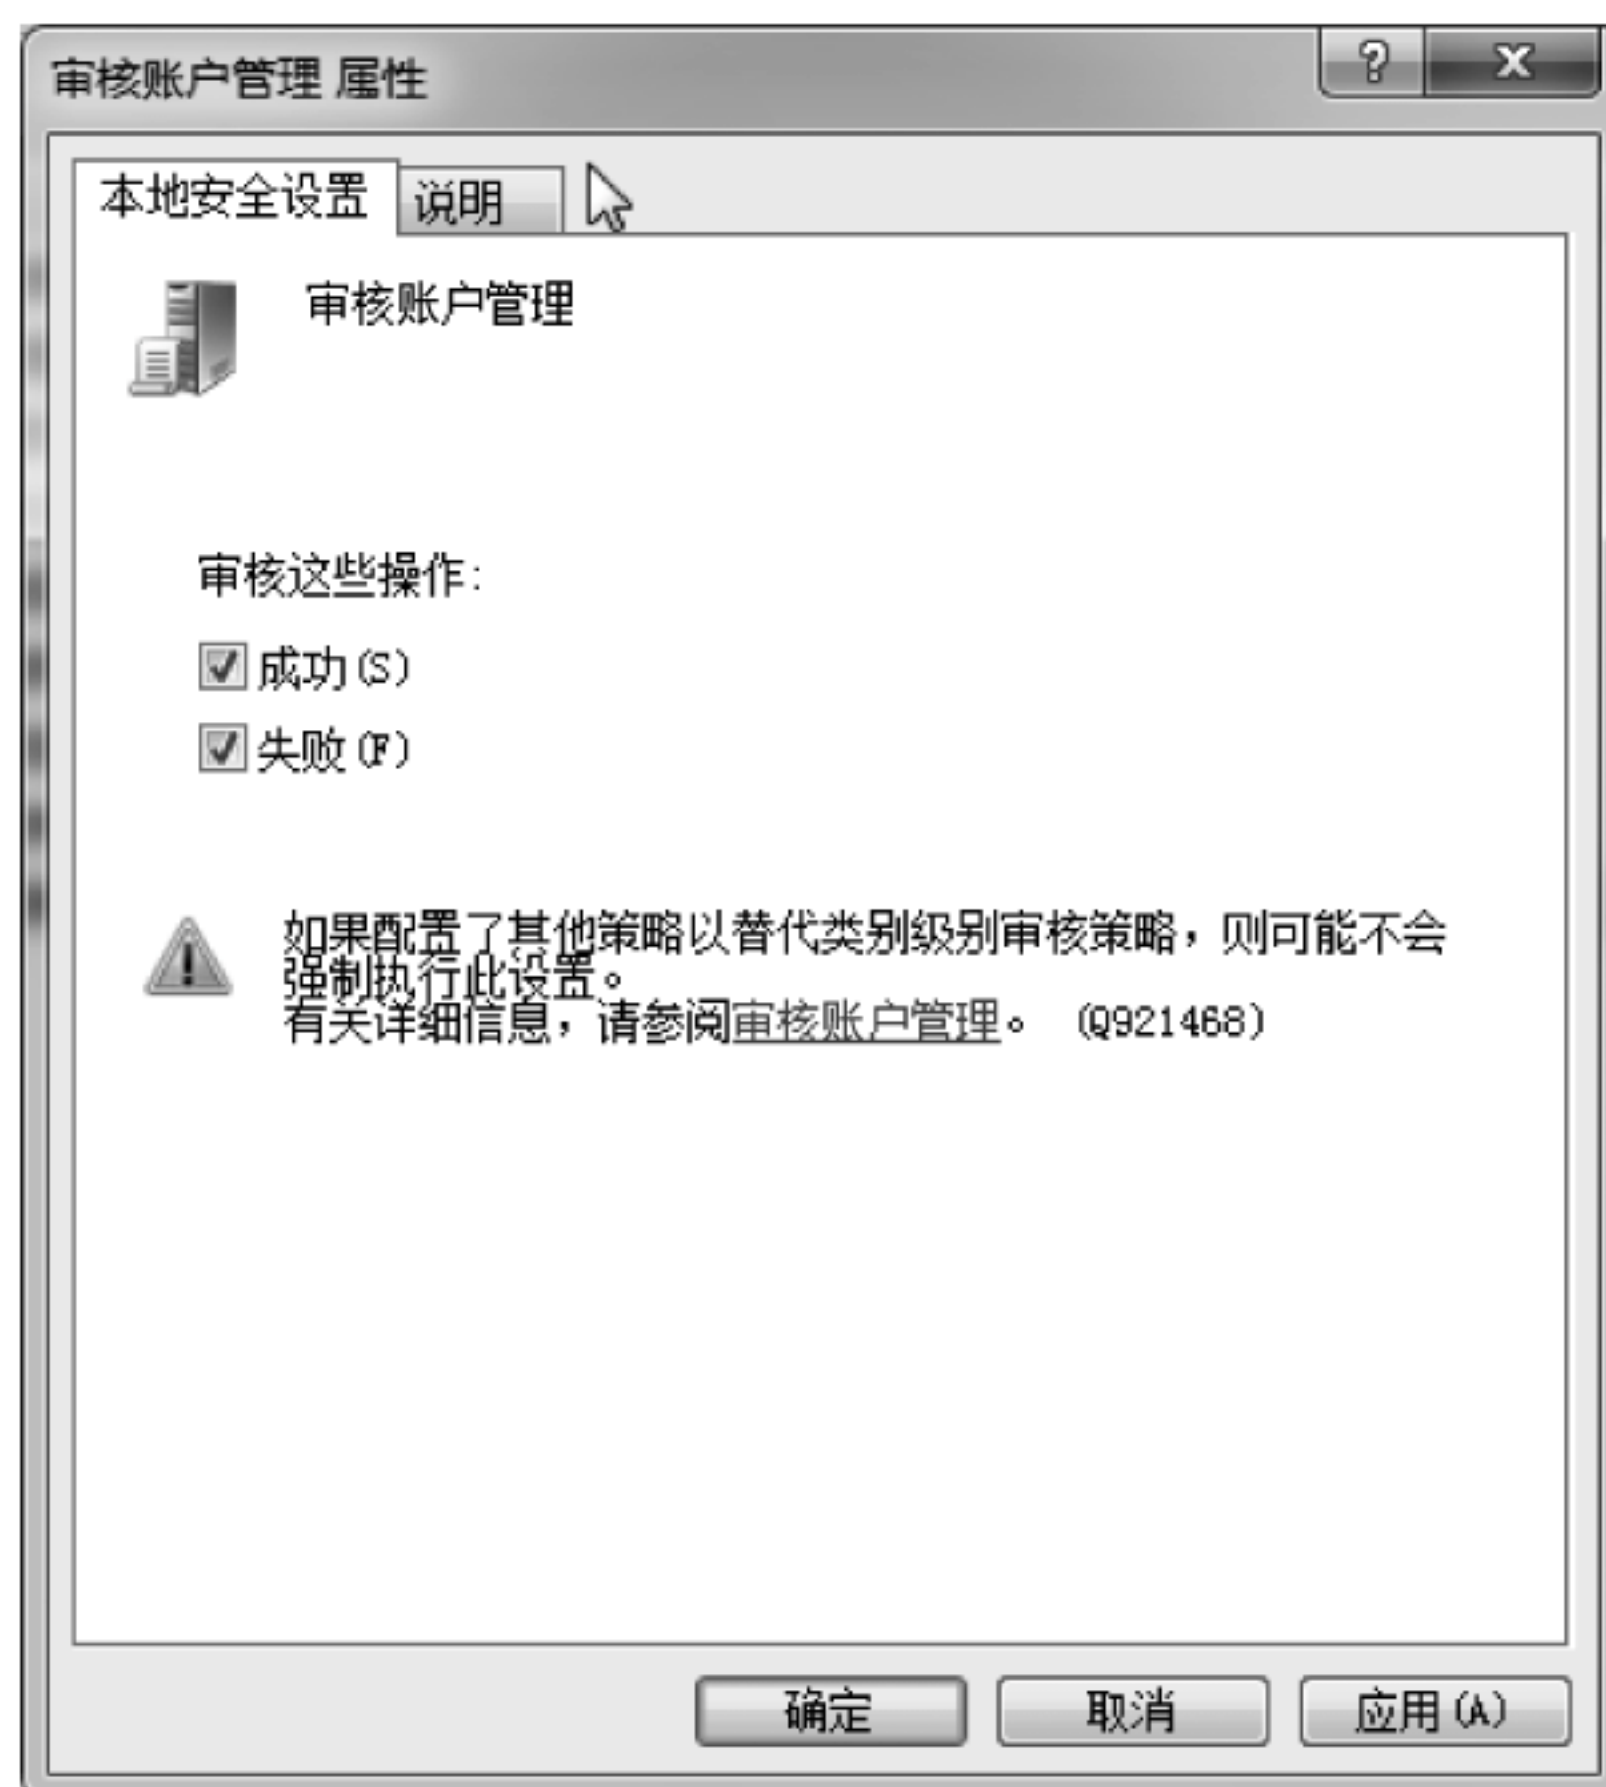 审核账户管理 属性
本地安全设置 说明
审核账户管理
审核这些操作:
成功(S)
失败(F)
如果配置了其他策略以替代类别级别审核策略，则可能不会
强制执行此设置。
有关详细信息，请参阅审核账户管理。 (Q921468)
确定 取消 应用(A)